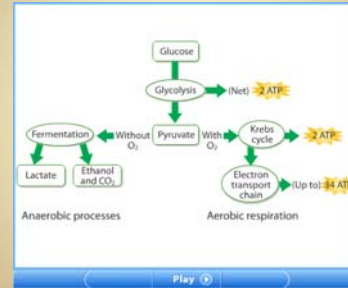 Glucose
Glycolysis
(Net)
2 ATP
Fermentation
Without
O₂
Pyruvate
With
O₂
Krebs
cycle
2 ATP
Lactate
Ethanol
and CO₂
Electron
transport
chain
(Up to)
34 AT
Anaerobic processes
Aerobic respiration
Play